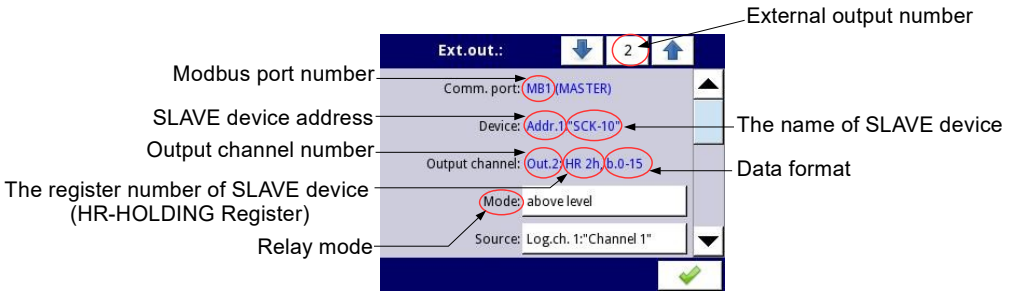 External output number
Ext.out.:
2
Modbus port number
Comm. port: MB1 (MASTER)
SLAVE device address
Device: Addr.1:"SCK-10"
The name of SLAVE device
Output channel number
Output channel: Out.2: HR 2h, b.0-15
Data format
The register number of SLAVE device
(HR-HOLDING Register)
Mode: above level
Relay mode
Source: Log.ch. 1:"Channel 1"